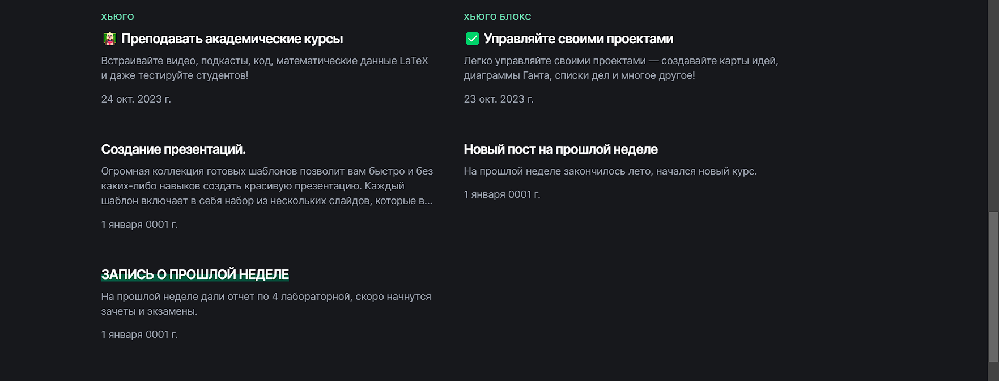 ХЬЮГО
Преподавать академические курсы
Встраивайте видео, подкасты, код, математические данные LaTeX
и даже тестируйте студентов!
24 окт. 2023 г.
ХЬЮГО БЛОКС
Управляйте своими проектами
Легко управляйте своими проектами — создавайте карты идей,
диаграммы Ганта, списки дел и многое другое!
23 окт. 2023 г.
Создание презентаций.
Огромная коллекция готовых шаблонов позволит вам быстро и без
каких-либо навыков создать красивую презентацию. Каждый
шаблон включает в себя набор из нескольких слайдов, которые в...
1 января 0001 г.
Новый пост на прошлой неделе
На прошлой неделе закончилось лето, начался новый курс.
1 января 0001 г.
ЗАПИСЬ О ПРОШЛОЙ НЕДЕЛЕ
На прошлой неделе дали отчет по 4 лабораторной, скоро начнутся
зачеты и экзамены.
1 января 0001 г.